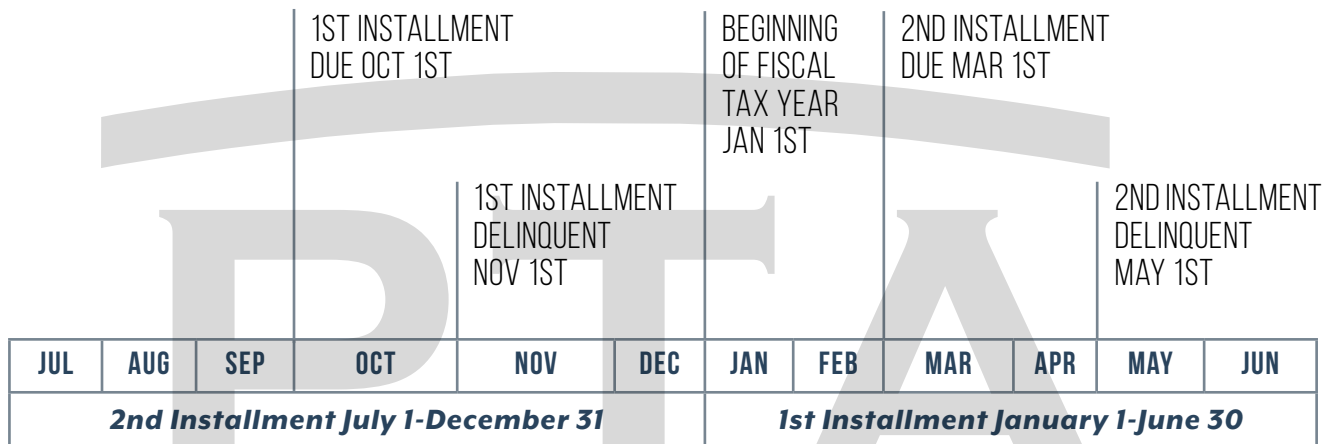 1ST INSTALLMENT
DUE OCT 1ST
BEGINNING
OF FISCAL
TAX YEAR
JAN 1ST
2ND INSTALLMENT
DUE MAR 1ST
1ST INSTALLMENT
DELINQUENT
NOV 1ST
2ND INSTALLMENT
DELINQUENT
MAY 1ST
PTA
JUL AUG SEP OCT NOV DEC JAN FEB MAR APR MAY JUN
2nd Installment July 1-December 31 1st Installment January 1-June 30